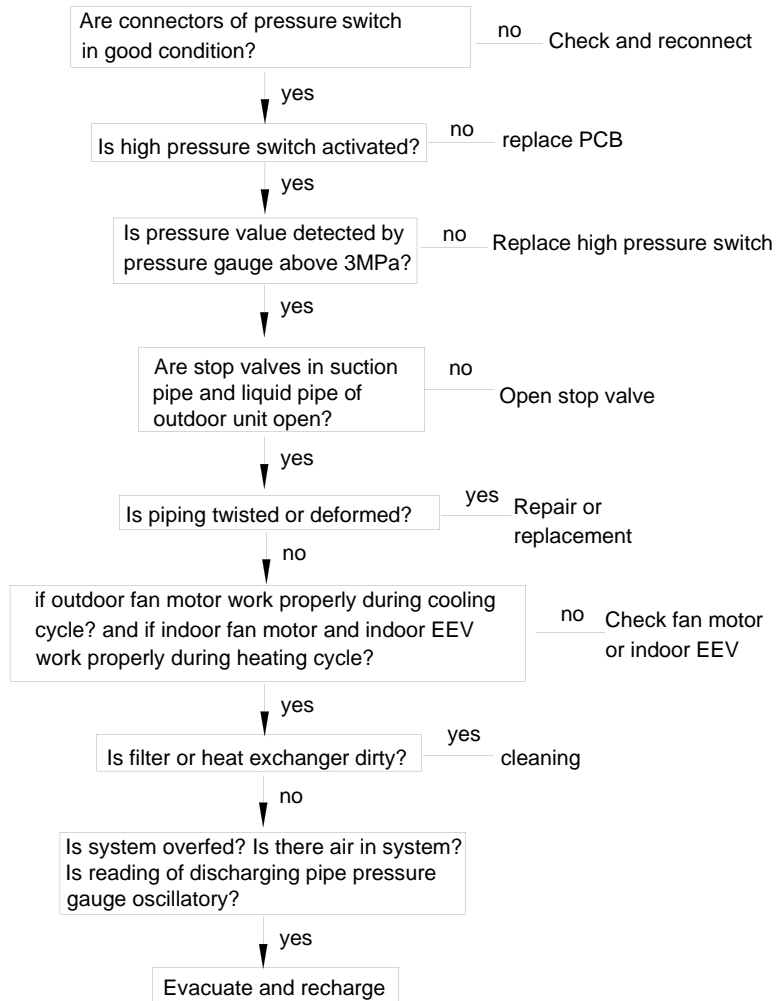 Are connectors of pressure switch
in good condition?
no
Check and reconnect
yes
Is high pressure switch activated?
no
replace PCB
yes
Is pressure value detected by
pressure gauge above 3MPa?
no
Replace high pressure switch
yes
Are stop valves in suction
pipe and liquid pipe of
outdoor unit open?
no
Open stop valve
yes
Is piping twisted or deformed?
yes
Repair or
replacement
no
if outdoor fan motor work properly during cooling
cycle? and if indoor fan motor and indoor EEV
work properly during heating cycle?
no
Check fan motor
or indoor EEV
yes
Is filter or heat exchanger dirty?
yes
cleaning
no
Is system overfed? Is there air in system?
Is reading of discharging pipe pressure
gauge oscillatory?
yes
Evacuate and recharge